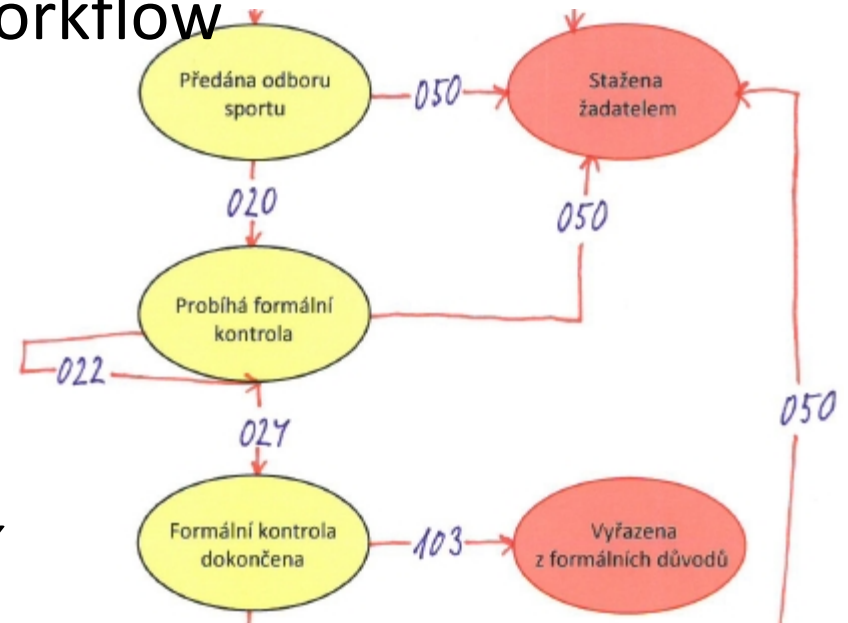 orkflow
Předána odboru
sportu
050
Stažena
žadatelem
020
050
Probíhá formální
kontrola
022
050
024
Formální kontrola
dokončena
103
Vyřazena
z formálních důvodů